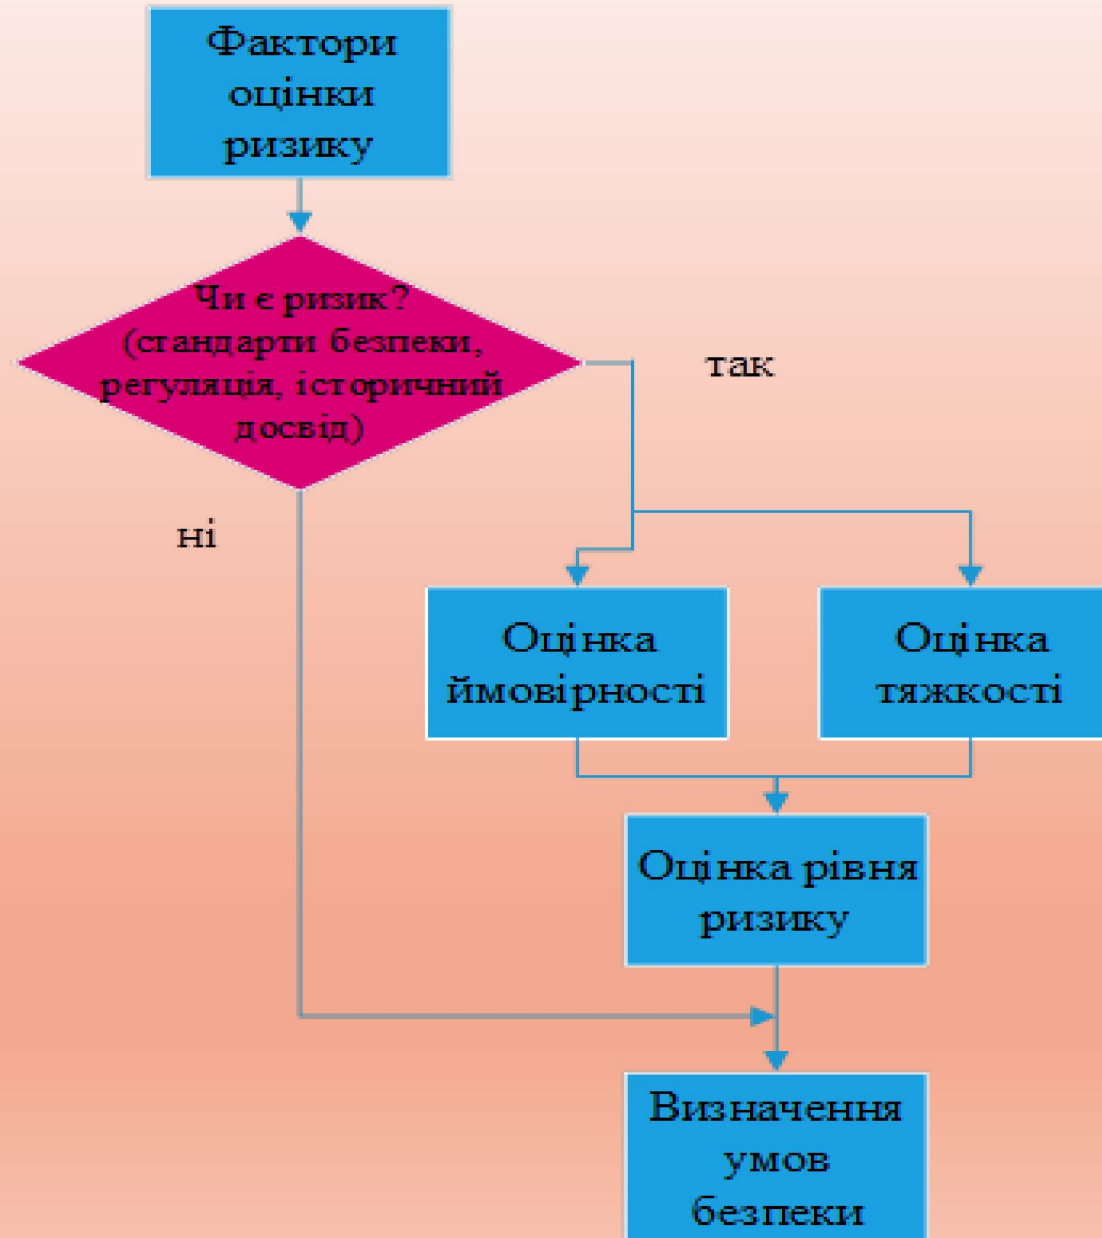 Фактори
оцінки
ризику
Чи є ризик?
(стандарти безпеки,
регуляція, історичний
досвід)
так
ні
Оцінка
ймовірності
Оцінка
тяжкості
Оцінка рівня
ризику
Визначення
умов
безпеки